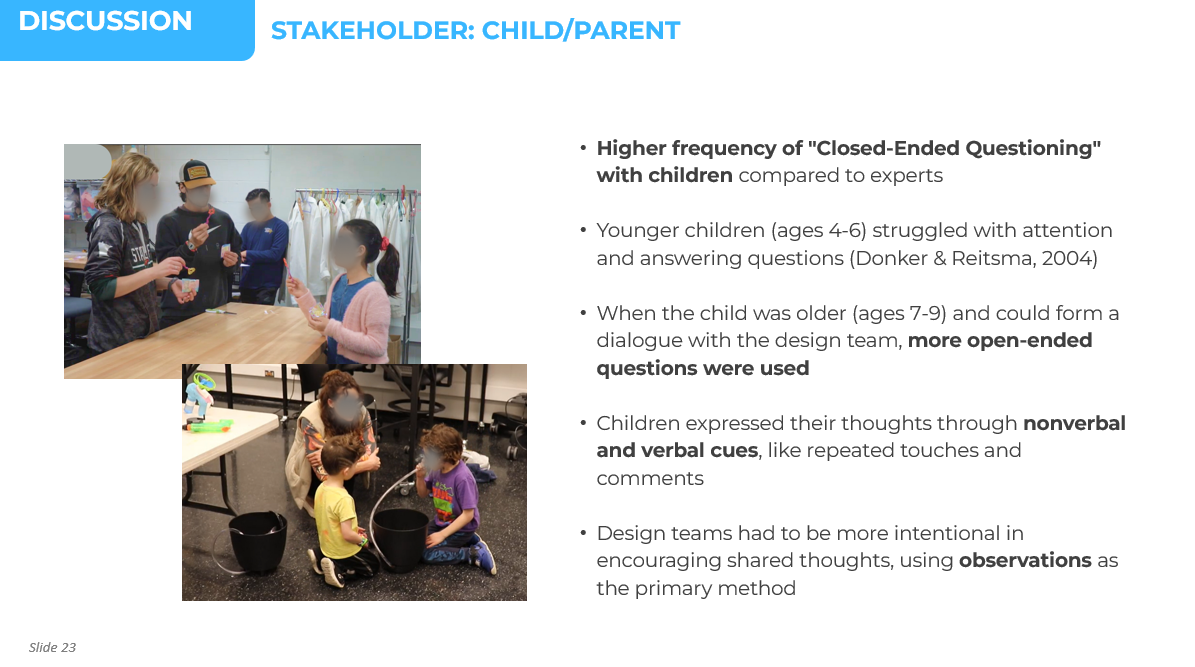 DISCUSSION
STAKEHOLDER: CHILD/PARENT
• Higher frequency of "Closed-Ended Questioning"
with children compared to experts
• Younger children (ages 4-6) struggled with attention
and answering questions (Donker & Reitsma, 2004)
• When the child was older (ages 7-9) and could form a
dialogue with the design team, more open-ended
questions were used
• Children expressed their thoughts through nonverbal
and verbal cues, like repeated touches and
comments
• Design teams had to be more intentional in
encouraging shared thoughts, using observations as
the primary method
Slide 23